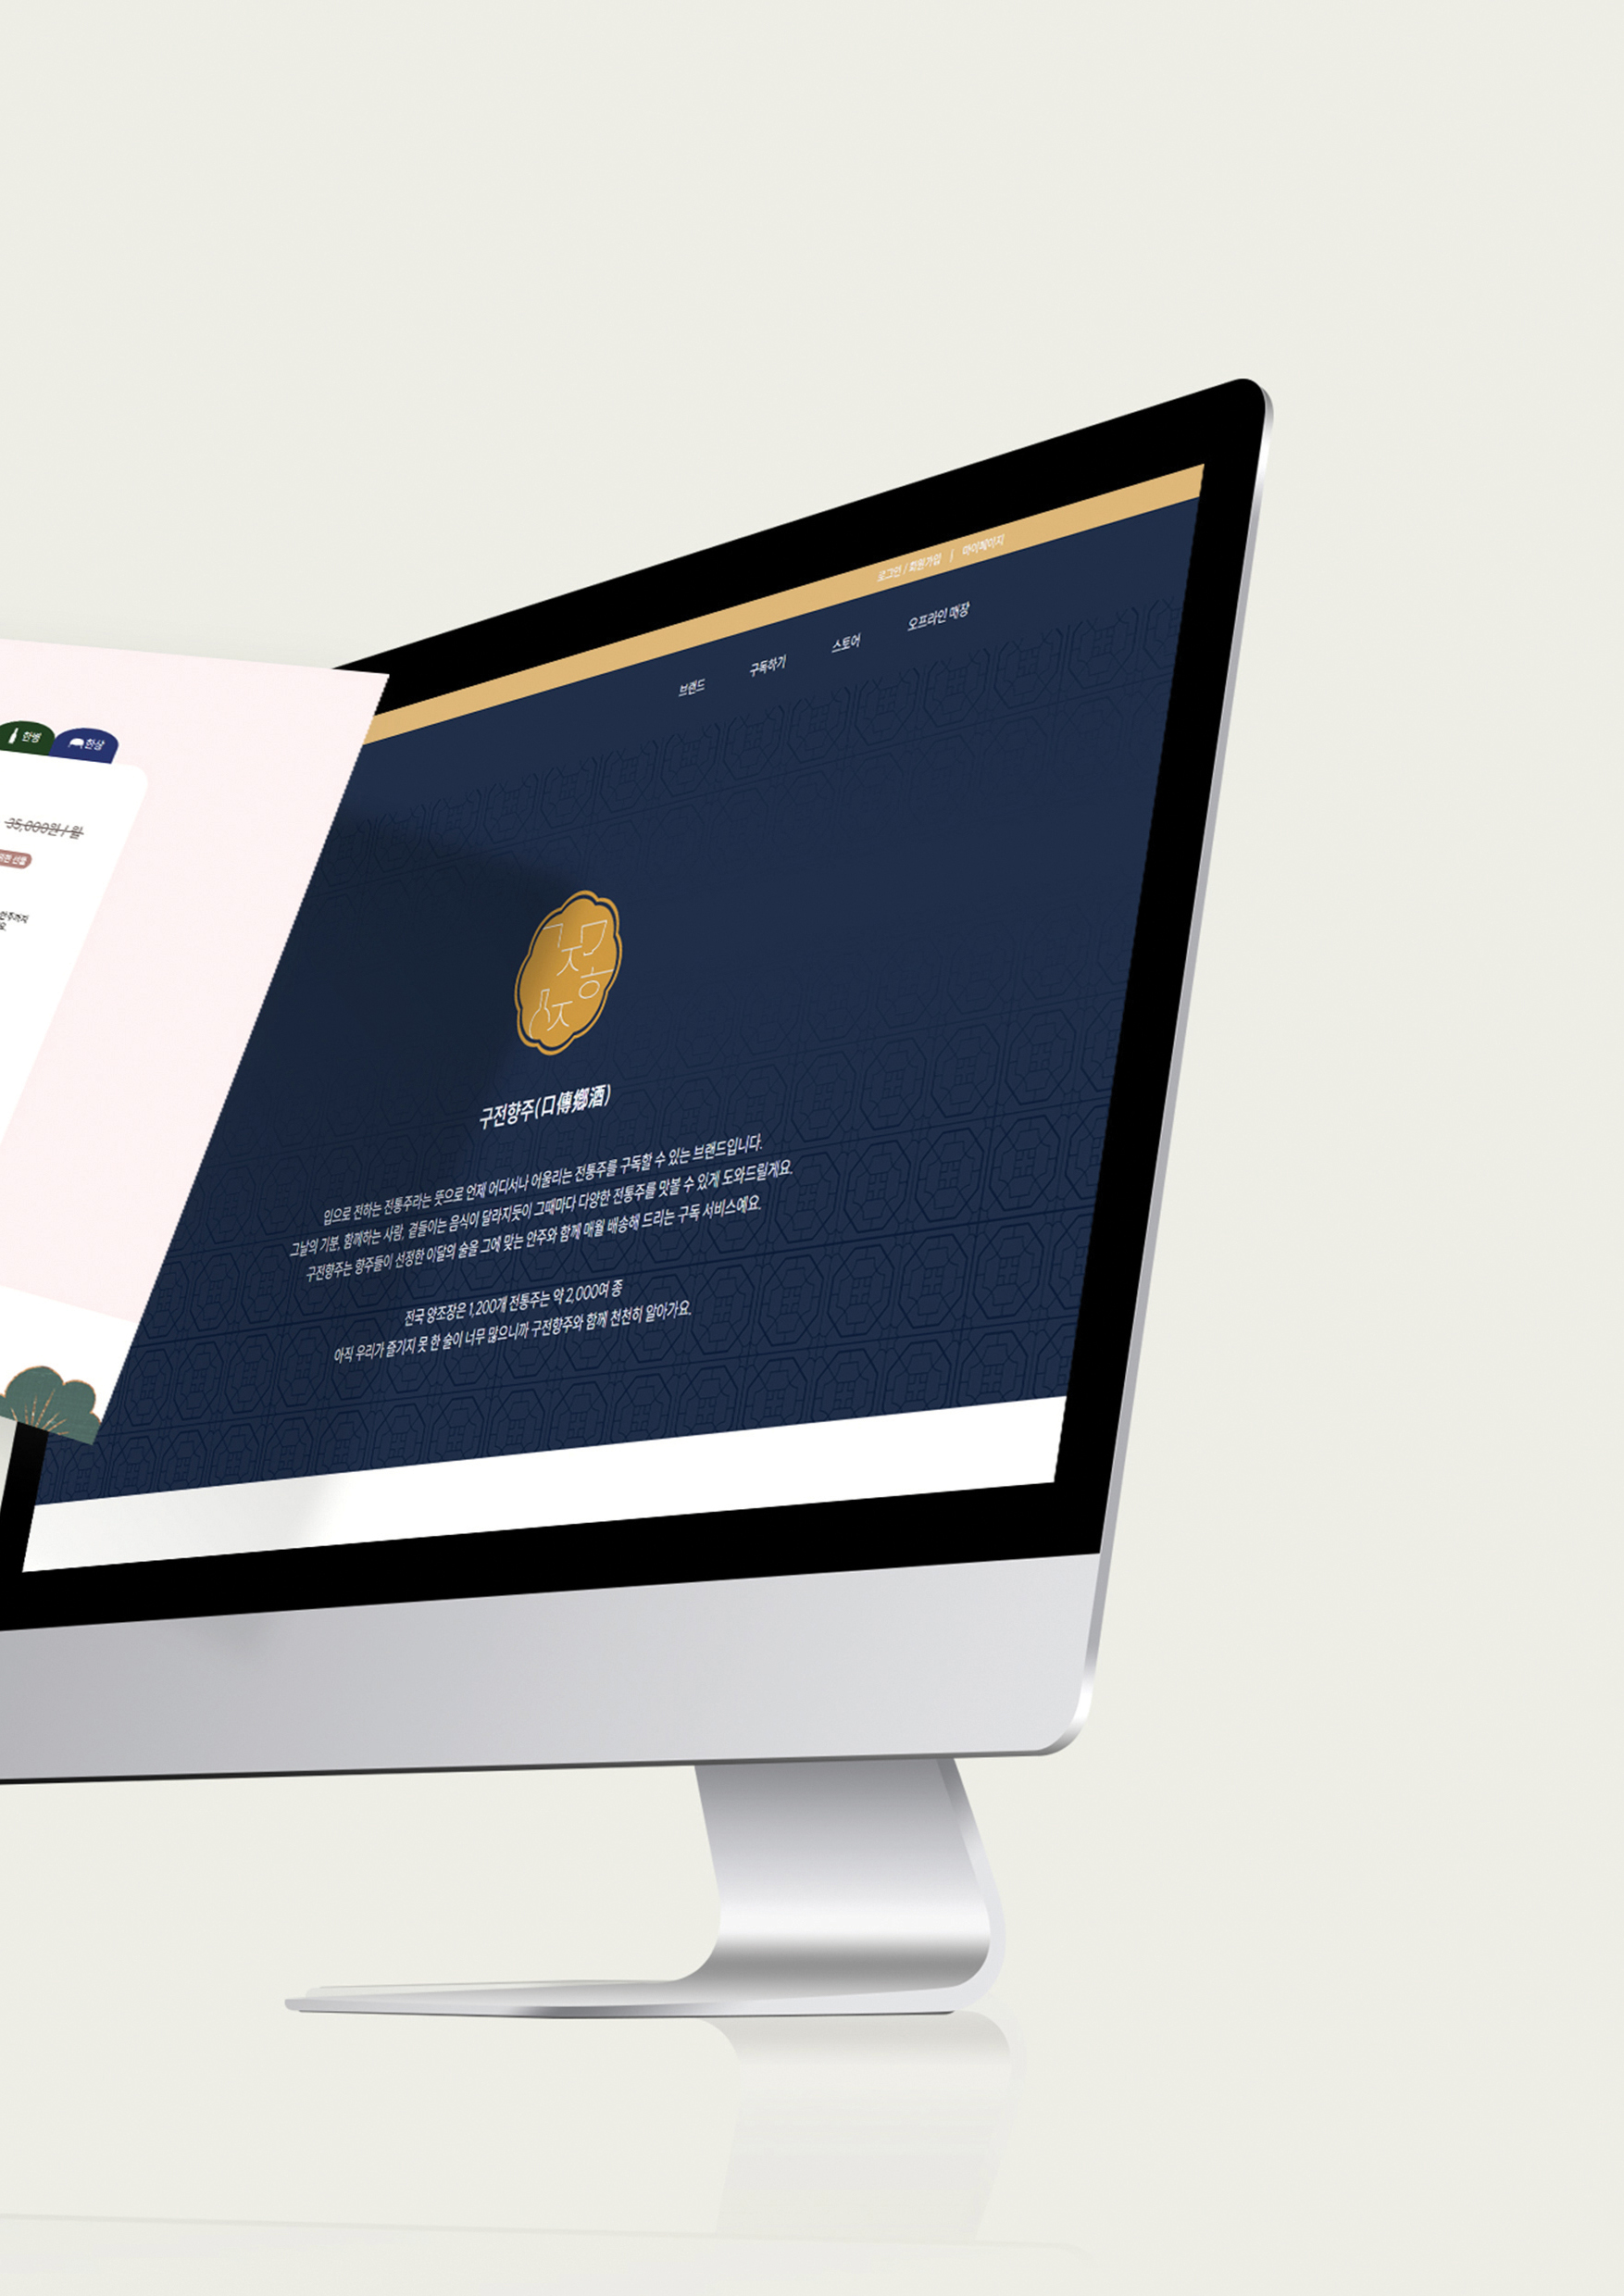 로그인 / 회원가입 | 마이페이지
브랜드 구독하기 스토어 오프라인 매장
한병 한상
35,000원 / 월
한 선물
안주까지
요.
구전향주(口傳鄕酒)
입으로 전하는 전통주라는 뜻으로 언제 어디서나 어울리는 전통주를 구독할 수 있는 브랜드입니다.
그날의 기분, 함께하는 사람, 곁들이는 음식이 달라지듯이 그때마다 다양한 전통주를 맛볼 수 있게 도와드릴게요.
구전향주는 향주들이 선정한 이달의 술을 그에 맞는 안주와 함께 매월 배송해 드리는 구독 서비스예요.
전국 양조장은 1,200개 전통주는 약 2,000여 종
아직 우리가 즐기지 못 한 술이 너무 많으니까 구전향주와 함께 천천히 알아가요.